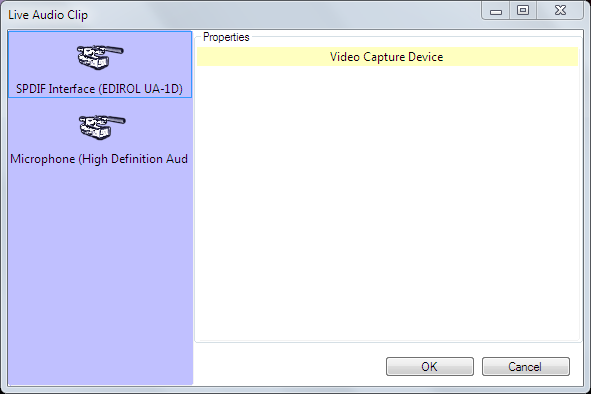 Live Audio Clip
SPDIF Interface (EDIROL UA-1D)
Microphone (High Definition Aud
Properties
Video Capture Device
OK
Cancel